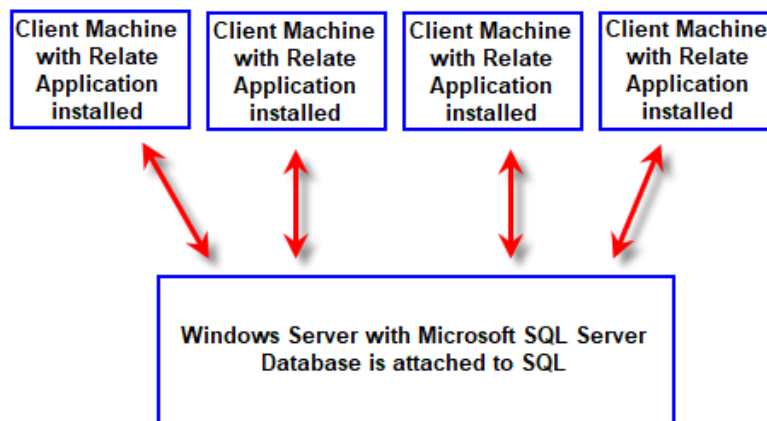 Client Machine
with Relate
Application
installed
Client Machine
with Relate
Application
installed
Client Machine
with Relate
Application
installed
Client Machine
with Relate
Application
installed
Windows Server with Microsoft SQL Server
Database is attached to SQL